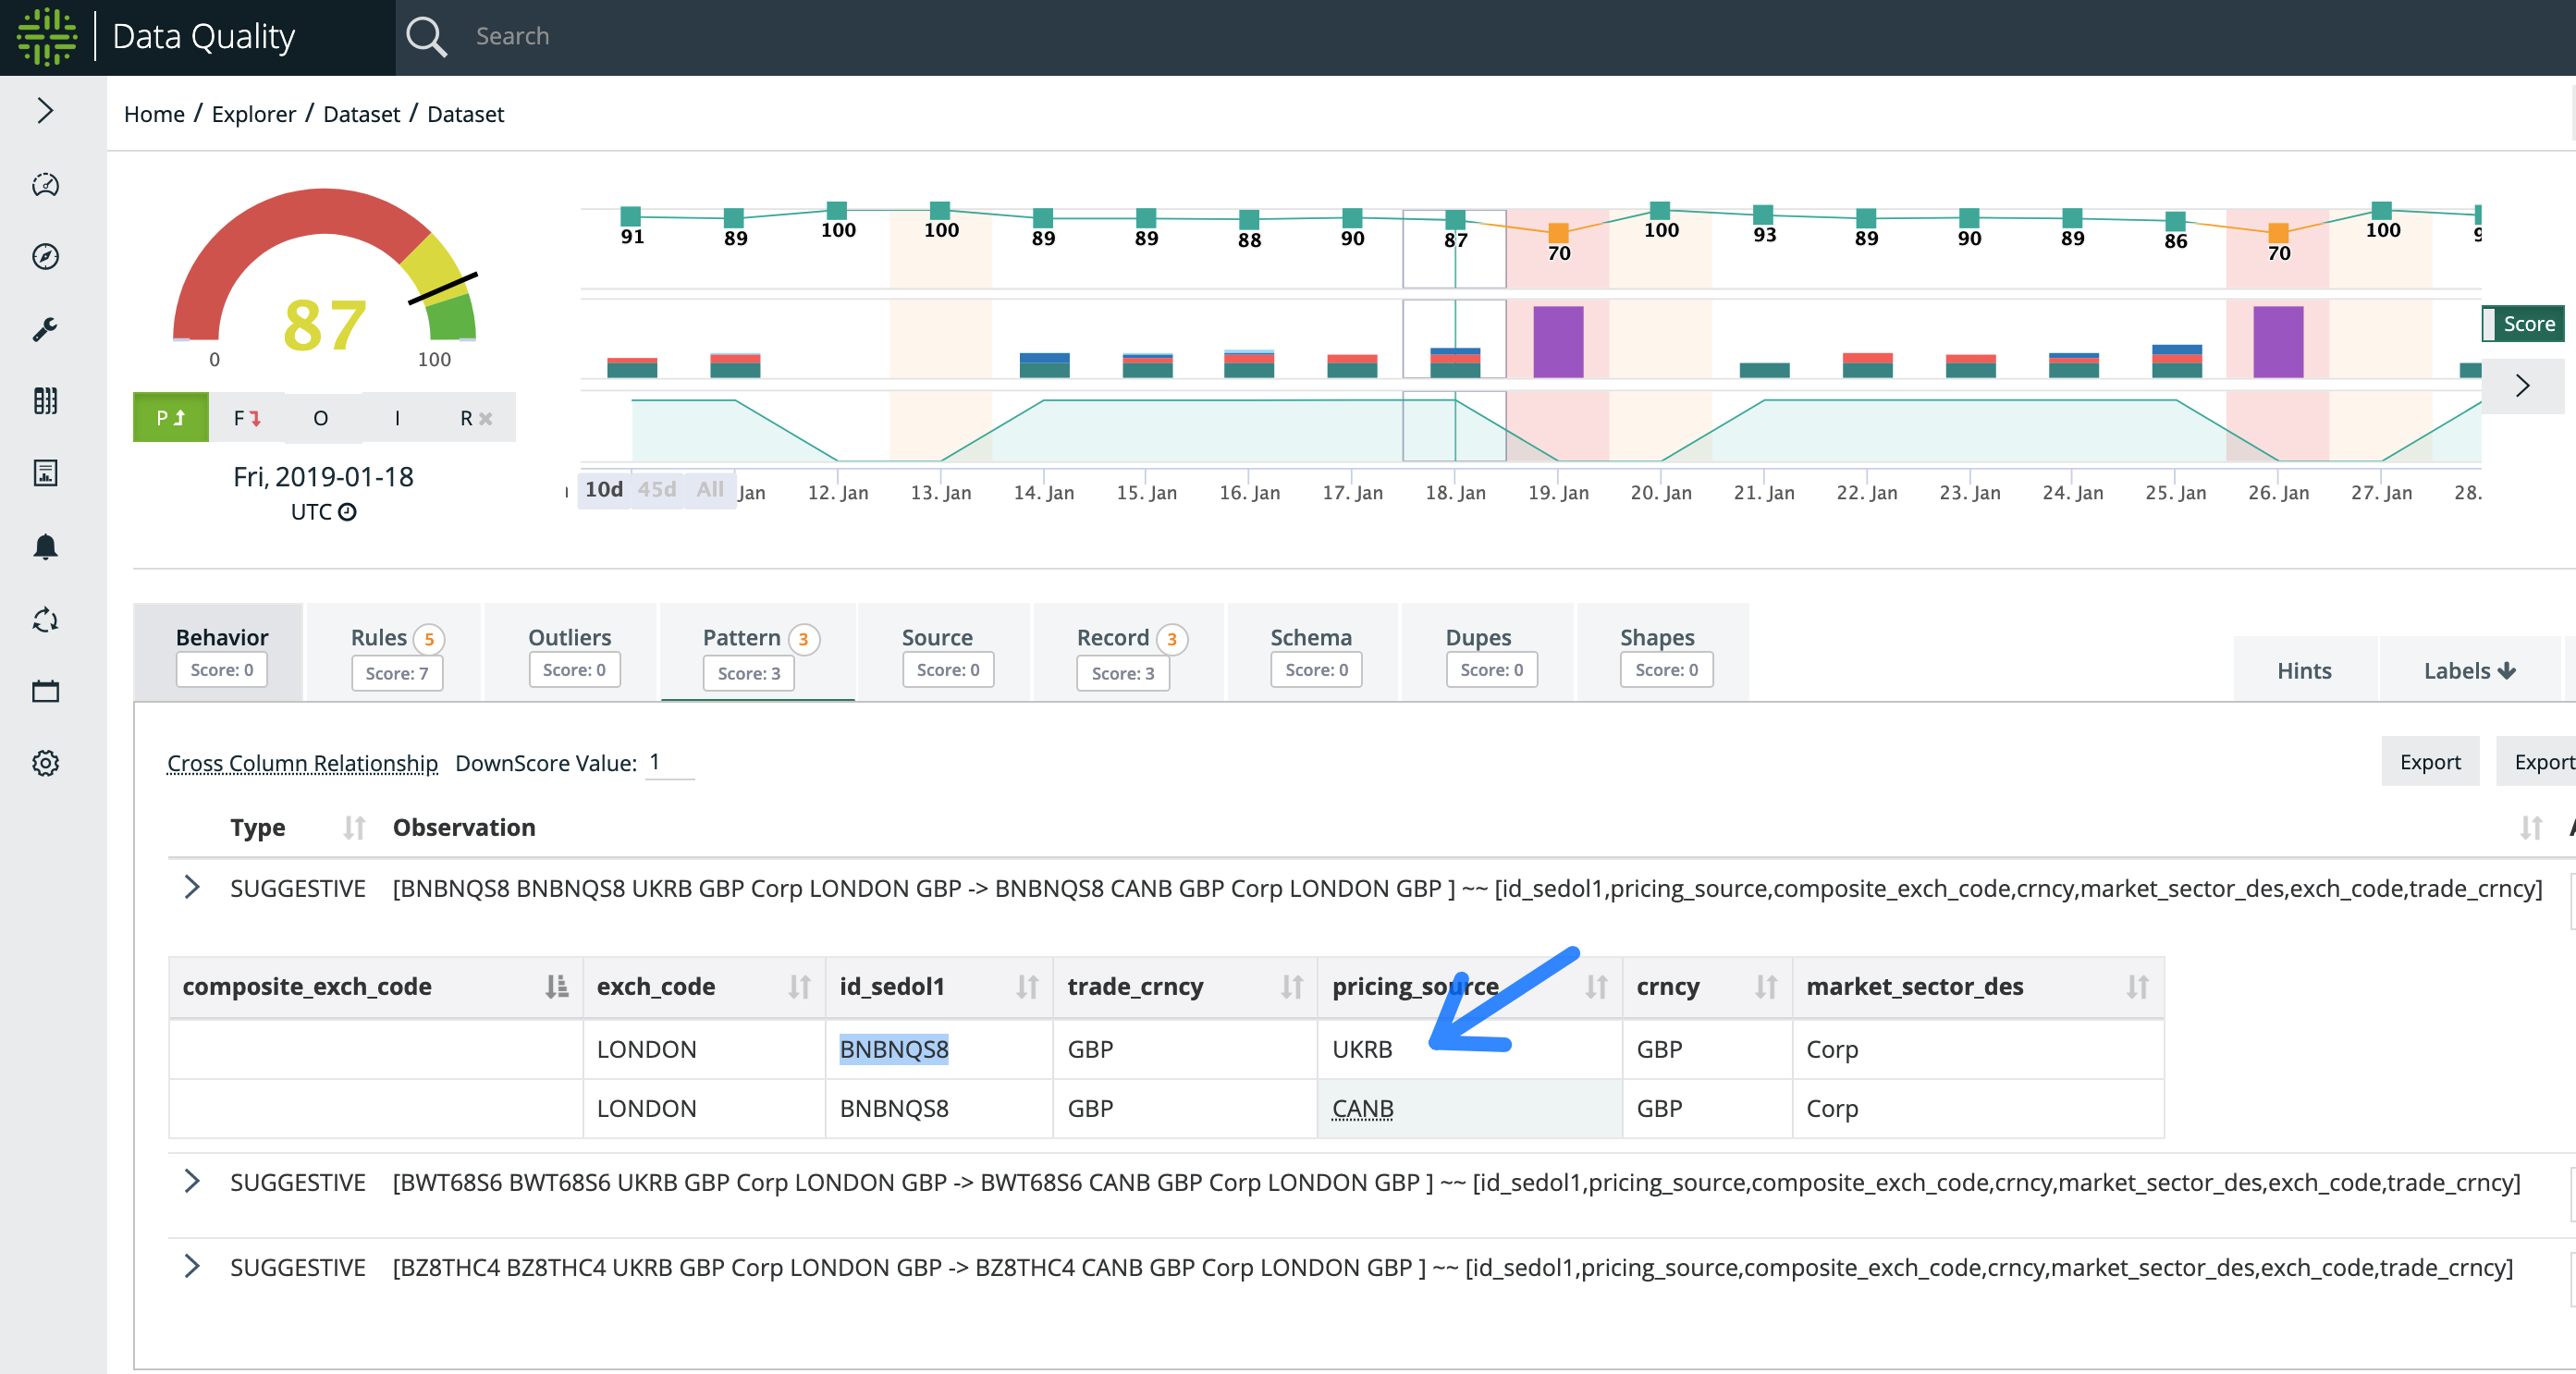 Data Quality
Search
Home / Explorer / Dataset / Dataset
91 89 100 100 89 89 88 90 87 70 100 93 89 90 89 86 70 100
87
0 100
Score
P F O I R
Fri, 2019-01-18
UTC
10d 45d All Jan 12. Jan 13. Jan 14. Jan 15. Jan 16. Jan 17. Jan 18. Jan 19. Jan 20. Jan 21. Jan 22. Jan 23. Jan 24. Jan 25. Jan 26. Jan 27. Jan 28.
Behavior Rules 5 Outliers Pattern 3 Source Record 3 Schema Dupes Shapes
Score: 0 Score: 7 Score: 0 Score: 3 Score: 0 Score: 3 Score: 0 Score: 0 Score: 0
Hints Labels
Cross Column Relationship DownScore Value: 1
Export Export
Type Observation
SUGGESTIVE [BNBNQS8 BNBNQS8 UKRB GBP Corp LONDON GBP -> BNBNQS8 CANB GBP Corp LONDON GBP ] ~~ [id_sedol1,pricing_source,composite_exch_code,crncy,market_sector_des,exch_code,trade_crncy]
composite_exch_code exch_code id_sedol1 trade_crncy pricing_source crncy market_sector_des
LONDON BNBNQS8 GBP UKRB GBP Corp
LONDON BNBNQS8 GBP CANB GBP Corp
SUGGESTIVE [BWT68S6 BWT68S6 UKRB GBP Corp LONDON GBP -> BWT68S6 CANB GBP Corp LONDON GBP ] ~~ [id_sedol1,pricing_source,composite_exch_code,crncy,market_sector_des,exch_code,trade_crncy]
SUGGESTIVE [BZ8THC4 BZ8THC4 UKRB GBP Corp LONDON GBP -> BZ8THC4 CANB GBP Corp LONDON GBP ] ~~ [id_sedol1,pricing_source,composite_exch_code,crncy,market_sector_des,exch_code,trade_crncy]